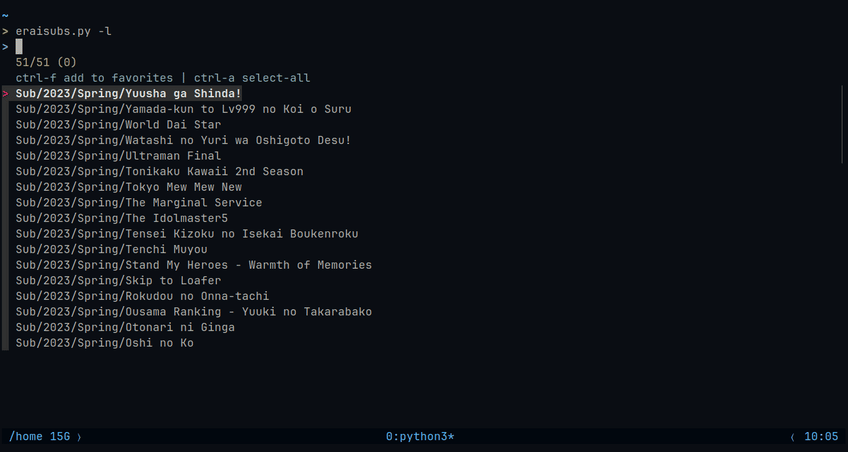 ~
> eraisubs.py -l
>
51/51 (0)
ctrl-f add to favorites | ctrl-a select-all
> Sub/2023/Spring/Yuusha ga Shinda!
Sub/2023/Spring/Yamada-kun to Lv999 no Koi o Suru
Sub/2023/Spring/World Dai Star
Sub/2023/Spring/Watashi no Yuri wa Oshigoto Desu!
Sub/2023/Spring/Ultraman Final
Sub/2023/Spring/Tonikaku Kawaii 2nd Season
Sub/2023/Spring/Tokyo Mew Mew New
Sub/2023/Spring/The Marginal Service
Sub/2023/Spring/The Idolmaster5
Sub/2023/Spring/Tensei Kizoku no Isekai Boukenroku
Sub/2023/Spring/Tenchi Muyou
Sub/2023/Spring/Stand My Heroes - Warmth of Memories
Sub/2023/Spring/Skip to Loafer
Sub/2023/Spring/Rokudou no Onna-tachi
Sub/2023/Spring/Ousama Ranking - Yuuki no Takarabako
Sub/2023/Spring/Otonari ni Ginga
Sub/2023/Spring/Oshi no Ko
/home 15G ⟩ 0:python3* ⟨ 10:05